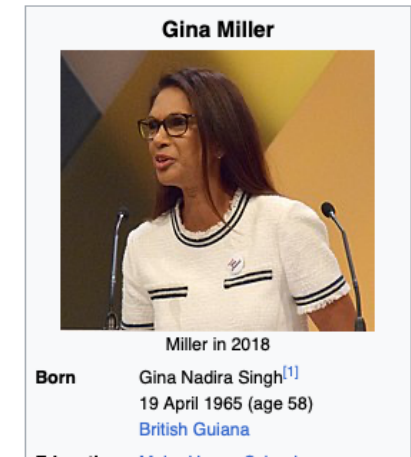 Gina Miller
Miller in 2018
Born Gina Nadira Singh[1]
19 April 1965 (age 58)
British Guiana